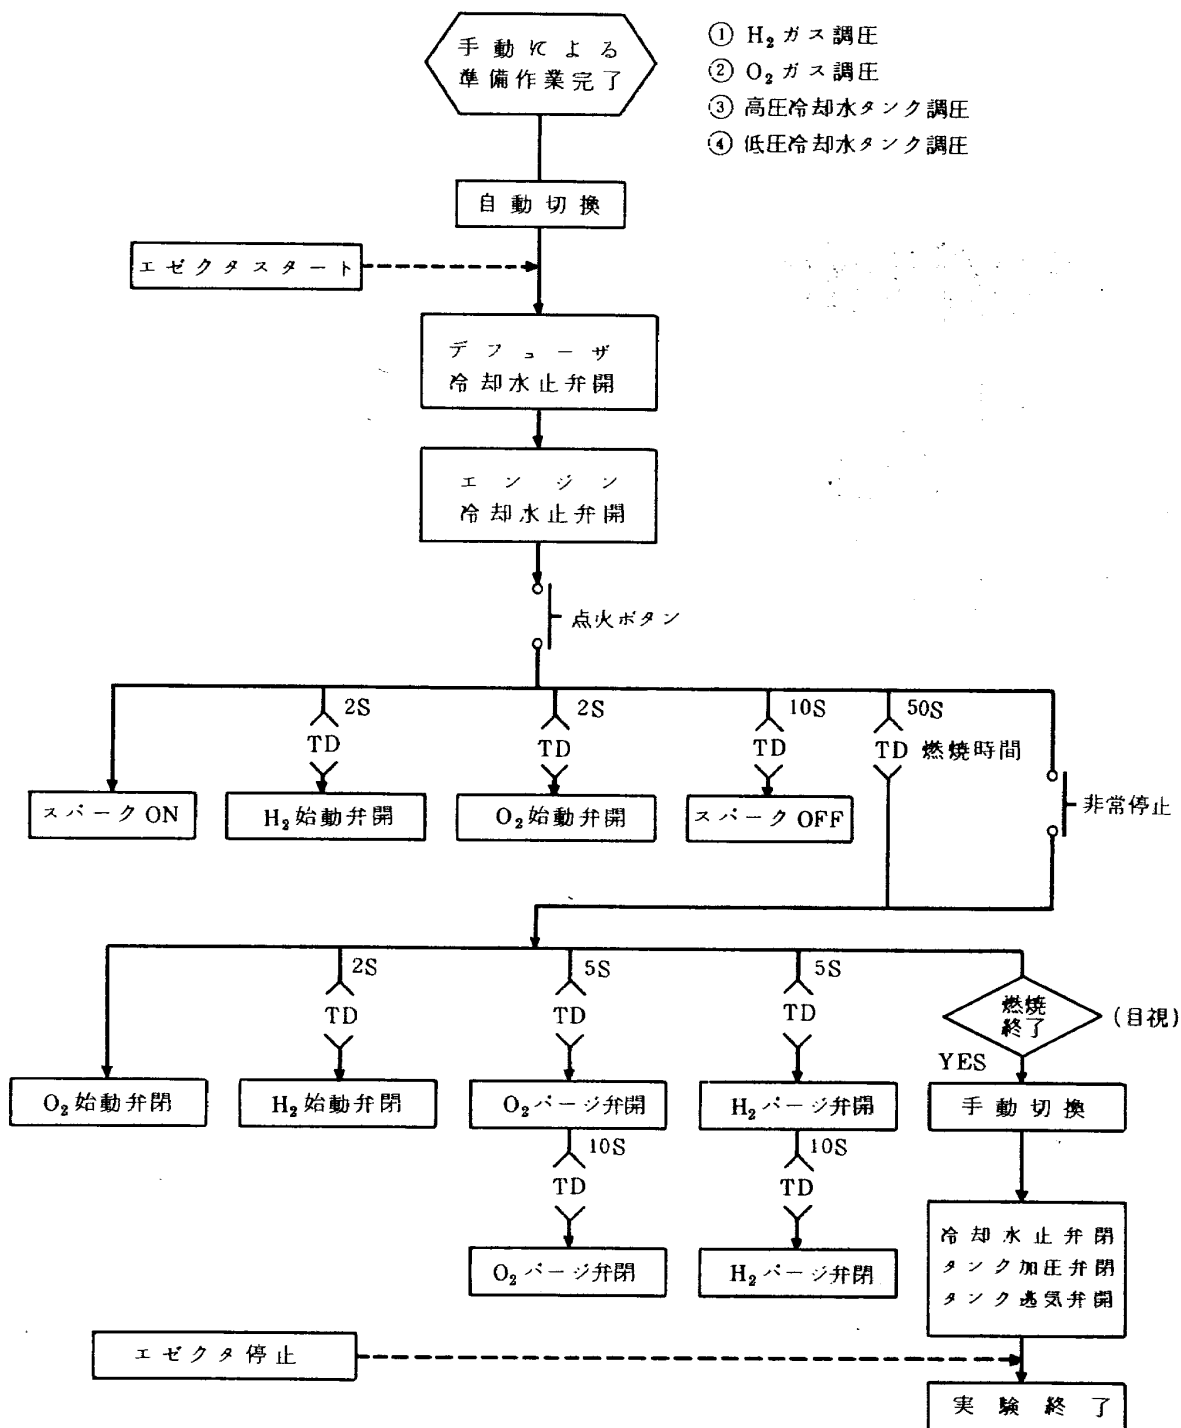 手動による
準備作業完了
① H₂ガス調圧
② O₂ガス調圧
③ 高圧冷却水タンク調圧
④ 低圧冷却水タンク調圧
自動切換
エゼクタスタート
デフューザ
冷却水止弁開
エンジン
冷却水止弁開
点火ボタン
2S
2S
10S
50S
TD
TD
TD
TD 燃焼時間
スパークON
H₂始動弁開
O₂始動弁開
スパークOFF
非常停止
2S
5S
5S
TD
TD
TD
燃焼
終了
(目視)
YES
O₂始動弁閉
H₂始動弁閉
O₂パージ弁開
H₂パージ弁開
手動切換
10S
10S
TD
TD
O₂パージ弁閉
H₂パージ弁閉
冷却水止弁閉
タンク加圧弁閉
タンク逃気弁開
エゼクタ停止
実験終了